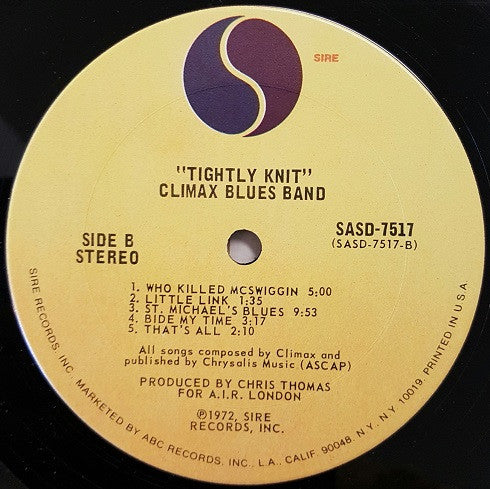 SIRE
"TIGHTLY KNIT"
CLIMAX BLUES BAND
SIDE B
STEREO
SASD-7517
(SASD-7517-B)
1. WHO KILLED MCSWIGGIN 5:00
2. LITTLE LINK 1:35
3. ST. MICHAEL'S BLUES 9:53
4. BIDE MY TIME 3:17
5. THAT'S ALL 2:10
All songs composed by Climax and
published by Chrysalis Music (ASCAP)
PRODUCED BY CHRIS THOMAS
FOR A.I.R. LONDON
℗1972, SIRE
RECORDS, INC.
SIRE RECORDS, INC. MARKETED BY ABC RECORDS, INC., L.A., CALIF. 90048, N.Y., N.Y. 10019. PRINTED IN U.S.A.